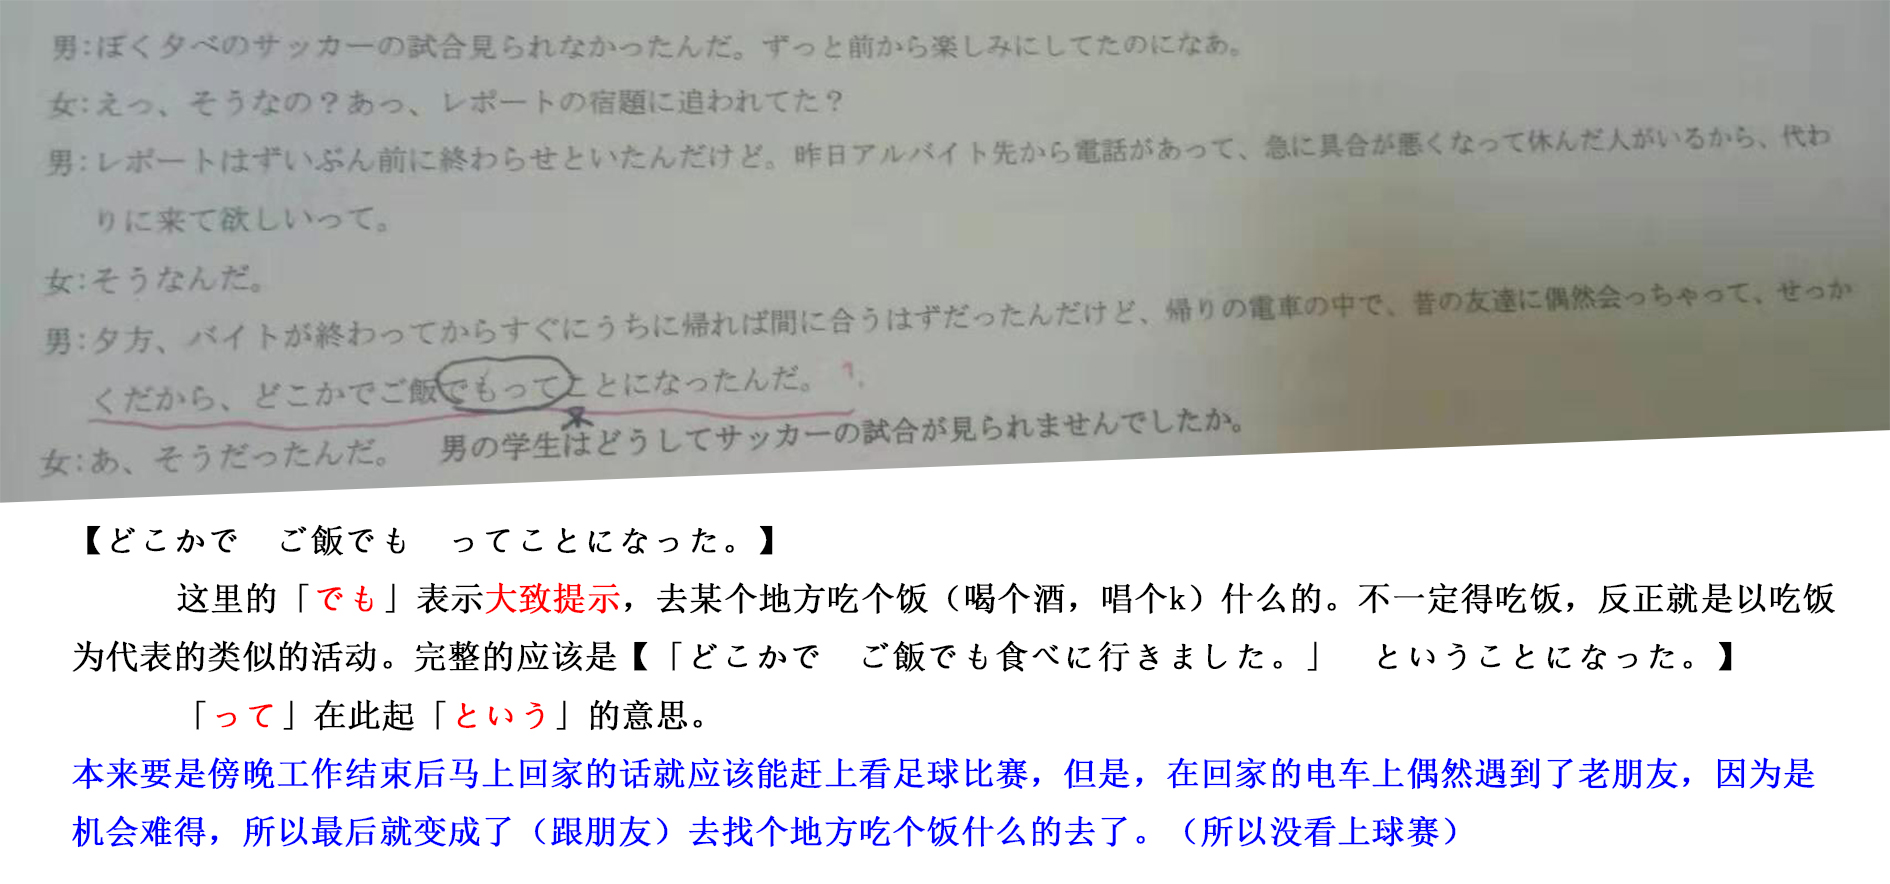 男:ぼく夕べのサッカーの試合見られなかったんだ。ずっと前から楽しみにしてたのになあ。
女:えっ、そうなの？あっ、レポートの宿題に追われてた？
男:レポートはずいぶん前に終わらせといたんだけど。昨日アルバイト先から電話があって、急に具合が悪くなって休んだ人がいるから、代わ
りに来て欲しいって。
女:そうなんだ。
男:夕方、バイトが終わってからすぐにうちに帰れば間に合うはずだったんだけど、帰りの電車の中で、昔の友達に偶然会っちゃって、せっか
くだから、どこかでご飯でもってことになったんだ。 ?
女:あ、そうだったんだ。 男の学生はどうしてサッカーの試合が見られませんでしたか。
【どこかで　ご飯でも　ってことになった。】
这里的「でも」表示大致提示，去某个地方吃个饭（喝个酒，唱个k）什么的。不一定得吃饭，反正就是以吃饭
为代表的类似的活动。完整的应该是【「どこかで　ご飯でも食べに行きました。」　ということになった。】
「って」在此起「という」的意思。
本来要是傍晚工作结束后马上回家的话就应该能赶上看足球比赛，但是，在回家的电车上偶然遇到了老朋友，因为是
机会难得，所以最后就变成了（跟朋友）去找个地方吃个饭什么的去了。（所以没看上球赛）